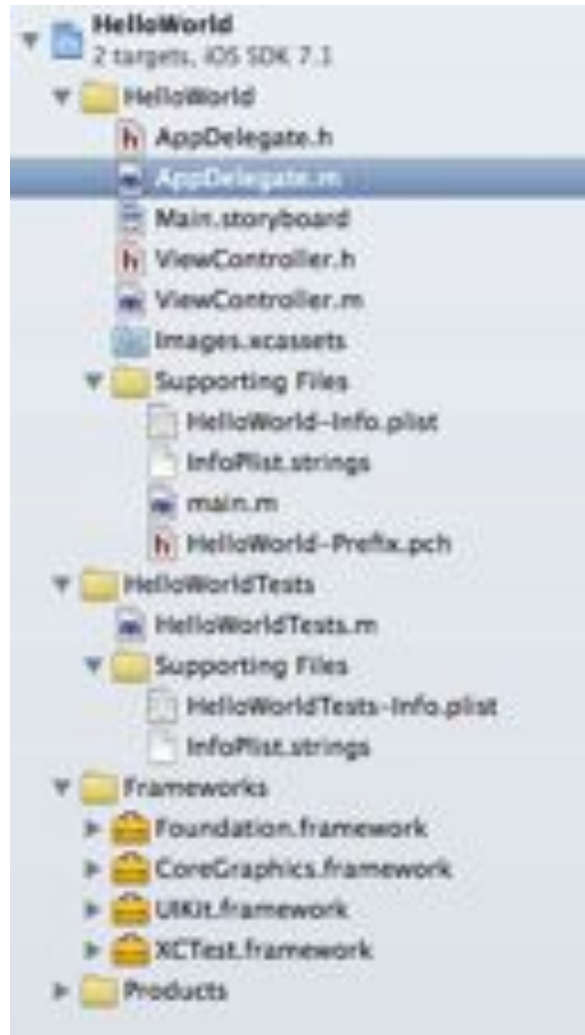 HelloWorld
2 targets, iOS SDK 7.1
HelloWorld
h AppDelegate.h
m AppDelegate.m
Main.storyboard
h ViewController.h
m ViewController.m
Images.xcassets
Supporting Files
HelloWorld-Info.plist
InfoPlist.strings
m main.m
h HelloWorld-Prefix.pch
HelloWorldTests
m HelloWorldTests.m
Supporting Files
HelloWorldTests-Info.plist
InfoPlist.strings
Frameworks
Foundation.framework
CoreGraphics.framework
UIKit.framework
XCTest.framework
Products